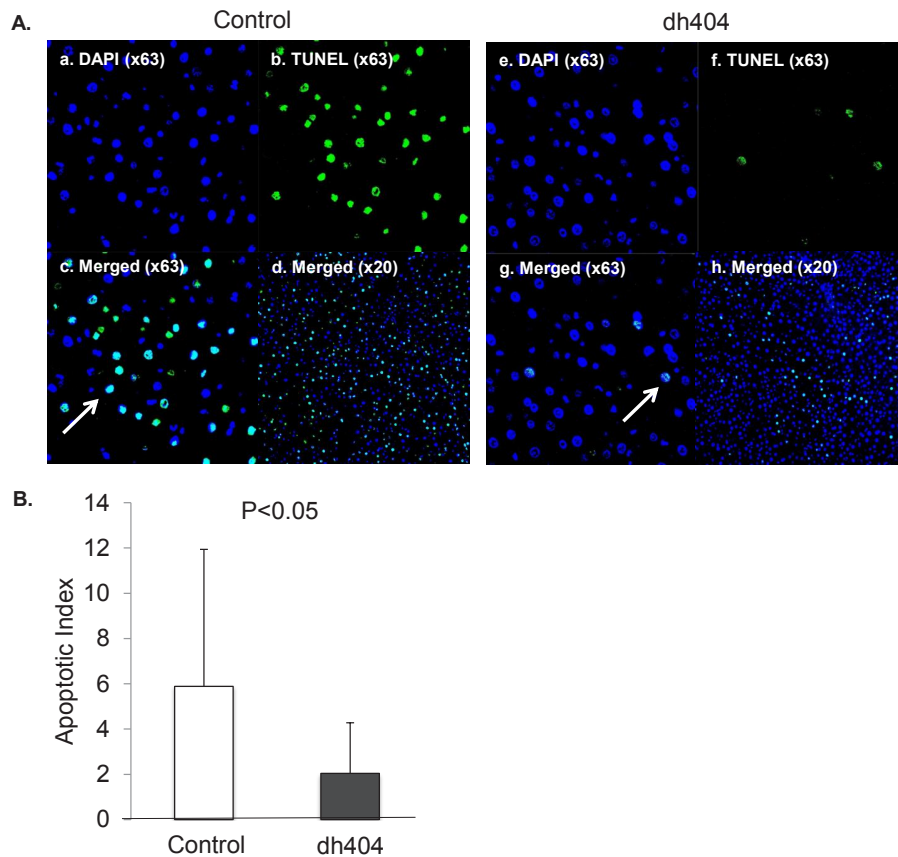 A.
Control
dh404
a. DAPI (x63)
b. TUNEL (x63)
c. Merged (x63)
d. Merged (x20)
e. DAPI (x63)
f. TUNEL (x63)
g. Merged (x63)
h. Merged (x20)
B.
P<0.05
Apoptotic Index
14
12
10
8
6
4
2
0
Control
dh404